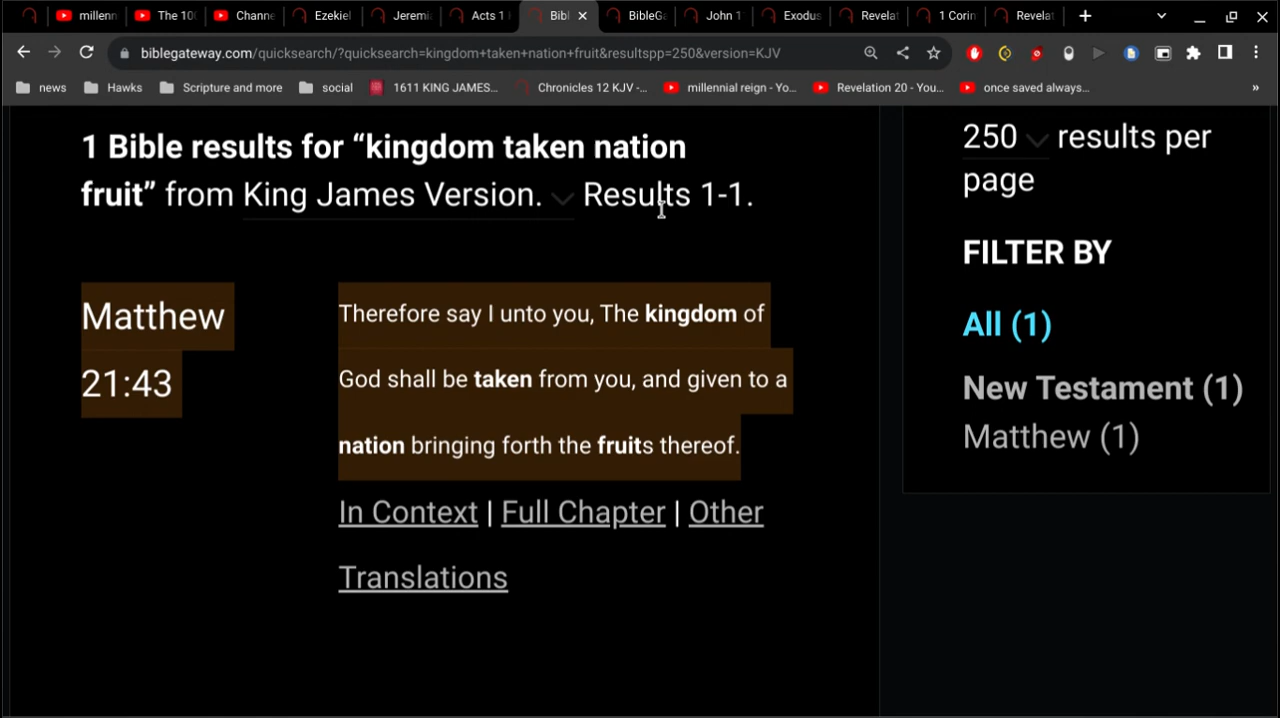 millenn
The 100
Channe
Ezekiel
Jeremi
Acts 1
Bibl
BibleGa
John 1
Exodus
Revelat
1 Corin
Revelat
biblegateway.com/quicksearch/?quicksearch=kingdom+taken+nation+fruit&resultspp=250&version=KJV
news
Hawks
Scripture and more
social
1611 KING JAMES...
Chronicles 12 KJV -...
millennial reign - Yo...
Revelation 20 - You...
once saved always...
»
1 Bible results for “kingdom taken nation
fruit” from King James Version. Results 1-1.
Matthew
21:43
Therefore say I unto you, The kingdom of
God shall be taken from you, and given to a
nation bringing forth the fruits thereof.
In Context | Full Chapter | Other
Translations
250 results per
page
FILTER BY
All (1)
New Testament (1)
Matthew (1)